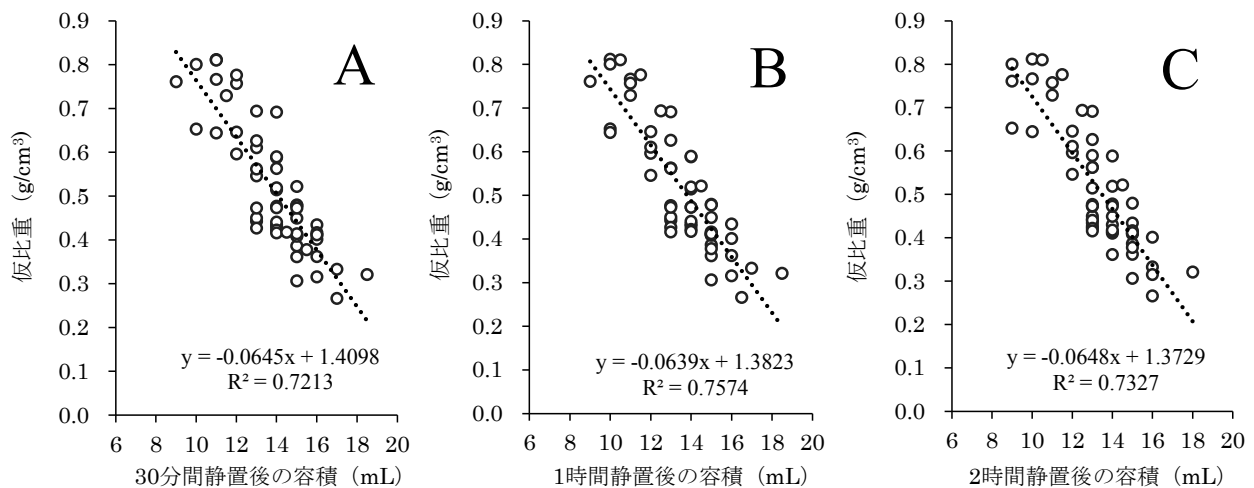 0.9
0.8
0.7
0.6
0.5
0.4
0.3
0.2
0.1
0.0
仮比重（g/cm³）
A
y = -0.0645x + 1.4098
R² = 0.7213
6 8 10 12 14 16 18 20
30分間静置後の容積（mL）
0.9
0.8
0.7
0.6
0.5
0.4
0.3
0.2
0.1
0.0
仮比重（g/cm³）
B
y = -0.0639x + 1.3823
R² = 0.7574
6 8 10 12 14 16 18 20
1時間静置後の容積（mL）
0.9
0.8
0.7
0.6
0.5
0.4
0.3
0.2
0.1
0.0
仮比重（g/cm³）
C
y = -0.0648x + 1.3729
R² = 0.7327
6 8 10 12 14 16 18 20
2時間静置後の容積（mL）